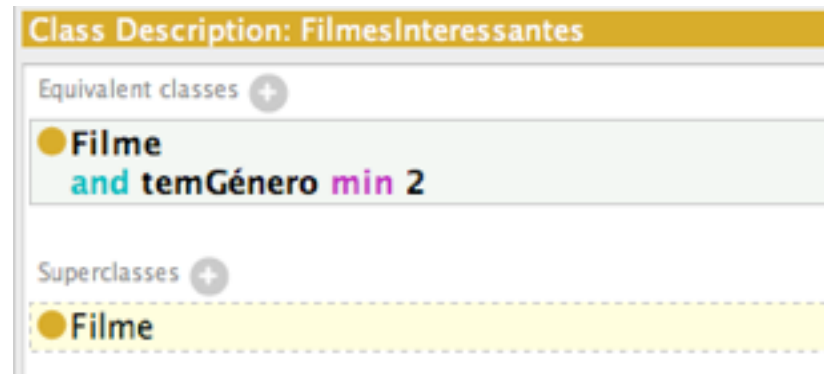 Class Description: FilmesInteressantes
Equivalent classes
Filme
and temGénero min 2
Superclasses
Filme